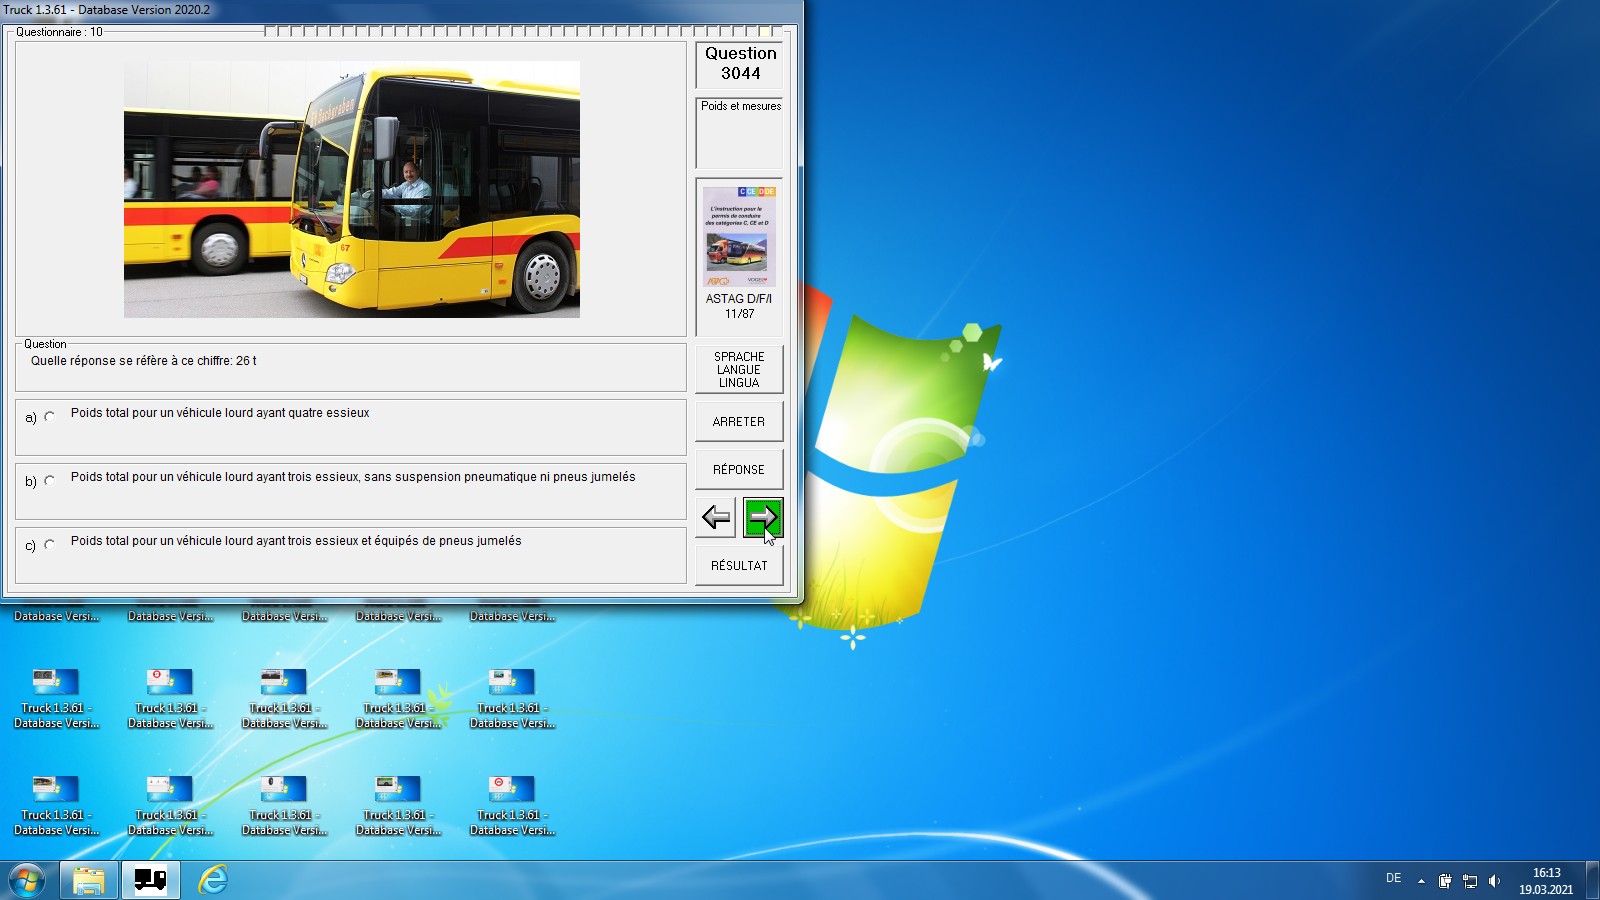 Truck 1.3.61 - Database Version 2020.2
Questionnaire : 10
Bachgraben
67
Question
3044
Poids et mesures
C CE D DE
L'instruction pour le
permis de conduire
des catégories C, CE et D
ASTAG D/F/I
11/87
Question
Quelle réponse se réfère à ce chiffre: 26 t
SPRACHE
LANGUE
LINGUA
a) Poids total pour un véhicule lourd ayant quatre essieux
ARRETER
b) Poids total pour un véhicule lourd ayant trois essieux, sans suspension pneumatique ni pneus jumelés
RÉPONSE
c) Poids total pour un véhicule lourd ayant trois essieux et équipés de pneus jumelés
RÉSULTAT
Database Versi... Database Versi... Database Versi... Database Versi... Database Versi...
Truck 1.3.61 - Truck 1.3.61 - Truck 1.3.61 - Truck 1.3.61 - Truck 1.3.61 -
Database Versi... Database Versi... Database Versi... Database Versi... Database Versi...
Truck 1.3.61 - Truck 1.3.61 - Truck 1.3.61 - Truck 1.3.61 - Truck 1.3.61 -
Database Versi... Database Versi... Database Versi... Database Versi... Database Versi...
DE
16:13
19.03.2021